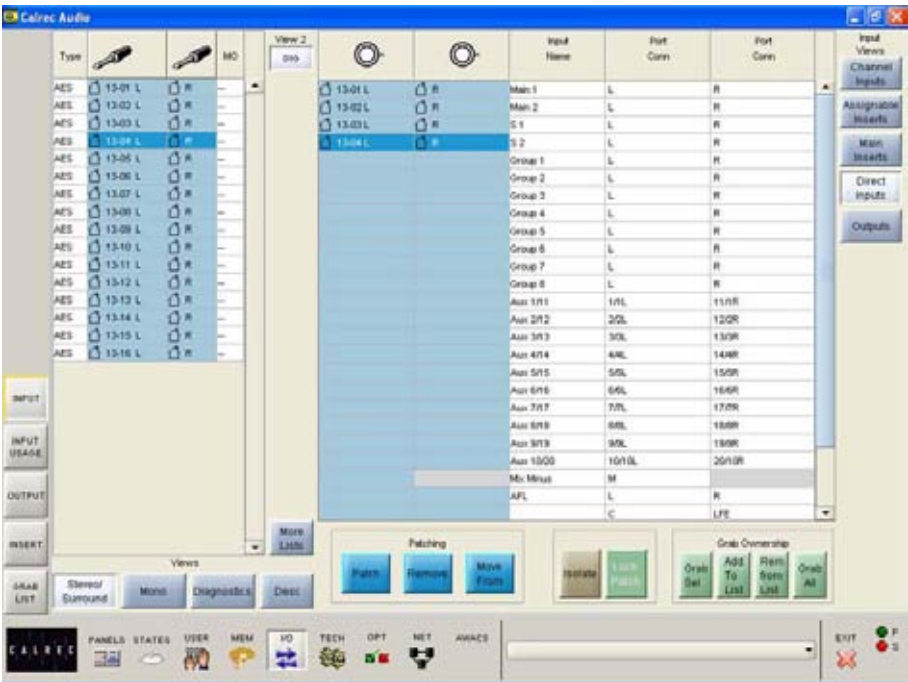 Calrec Audio
Type MO
View 2
Input Name Port Conn Port Conn
Input Views
Channel Inputs
Assignable Inserts
Main Inserts
Direct Inputs
Outputs
AES 13-01 L R --
AES 13-02 L R --
AES 13-03 L R --
AES 13-04 L R --
AES 13-05 L R --
AES 13-06 L R --
AES 13-07 L R --
AES 13-08 L R --
AES 13-09 L R --
AES 13-10 L R --
AES 13-11 L R --
AES 13-12 L R --
AES 13-13 L R --
AES 13-14 L R --
AES 13-15 L R --
AES 13-16 L R --
13-01 L R Main 1 L R
13-02 L R Main 2 L R
13-03 L R S 1 L R
13-04 L R S 2 L R
Group 1 L R
Group 2 L R
Group 3 L R
Group 4 L R
Group 5 L R
Group 6 L R
Group 7 L R
Group 8 L R
Aux 1/11 1/1L 11/1R
Aux 2/12 2/2L 12/2R
Aux 3/13 3/3L 13/3R
Aux 4/14 4/4L 14/4R
Aux 5/15 5/5L 15/5R
Aux 6/16 6/6L 16/6R
Aux 7/17 7/7L 17/7R
Aux 8/18 8/8L 18/8R
Aux 9/19 9/9L 19/9R
Aux 10/20 10/10L 20/10R
Mix Minus M
AFL L R
C LFE
INPUT
INPUT USAGE
OUTPUT
INSERT
GRAB LIST
More Lists
Views
Stereo/ Surround
Mono
Diagnostics
Desc
Patching
Patch
Remove
Move From
Isolate
Lock Patch
Grab Ownership
Grab Sel
Add To List
Rem from List
Grab All
CALREC
PANELS STATES USER MEM I/O TECH OPT NET AWACS
EXIT
P
S